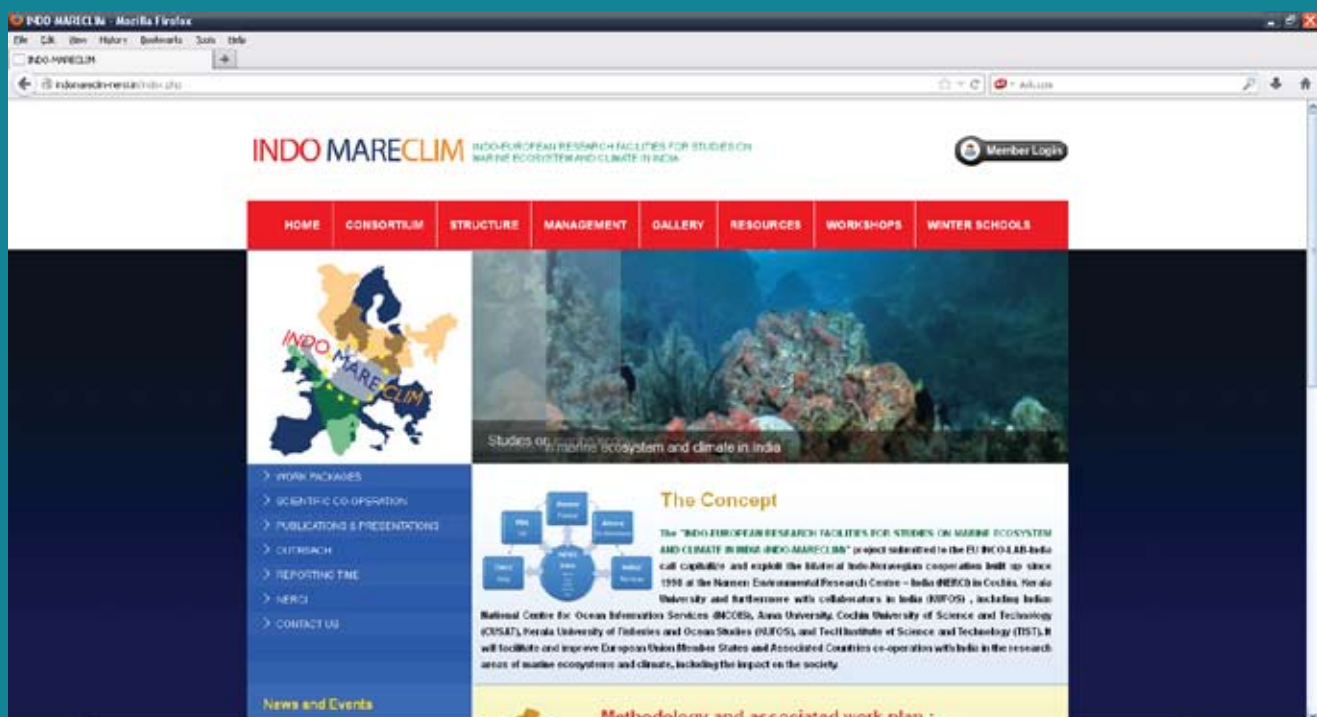 INDO MARECLIM - Mozilla Firefox
File Edit View History Bookmarks Tools Help
INDO-MARECLIM
INDO MARECLIM
INDO-EUROPEAN RESEARCH FACILITIES FOR STUDIES ON
MARINE ECOSYSTEM AND CLIMATE IN INDIA
Member Login
HOME CONSORTIUM STRUCTURE MANAGEMENT GALLERY RESOURCES WORKSHOPS WINTER SCHOOLS
INDO
MARE CLIM
Studies on
in marine ecosystem and climate in India
> WORK PACKAGES
> SCIENTIFIC CO-OPERATION
> PUBLICATIONS & PRESENTATIONS
> OUTREACH
> REPORTING TIME
> NERCI
> CONTACT US
News and Events
The Concept
The "INDO-EUROPEAN RESEARCH FACILITIES FOR STUDIES ON MARINE ECOSYSTEM
AND CLIMATE IN INDIA (INDO-MARECLIM)" project submitted to the EU INCO-LAB-India
call capitalize and exploit the bilateral Indo-Norwegian cooperation built up since
1998 at the Nansen Environmental Research Centre – India (NERCI) in Cochin, Kerala
University and furthermore with collaborators in India (KUFOS) , including Indian
National Centre for Ocean Information Services (INCOIS), Anna University, Cochin University
of Science and Technology
(CUSAT), Kerala University of Fisheries and Ocean Studies (KUFOS), and TocH Institute of Science and Technology (TIST). It
will facilitate and improve European Union Member States and Associated Countries co-operation with India in the research
areas of marine ecosystems and climate, including the impact on the society.
Methodology and associated work plan :